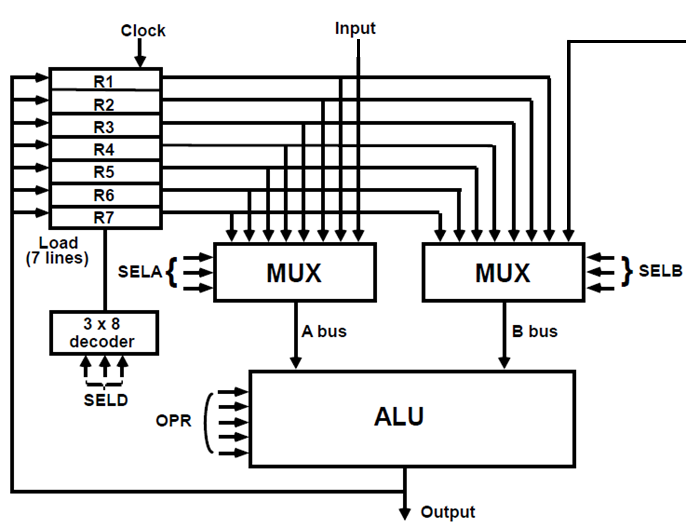 Clock
Input
R1
R2
R3
R4
R5
R6
R7
Load
(7 lines)
SELA {
MUX
MUX
} SELB
3 x 8
decoder
A bus
B bus
SELD
OPR
ALU
Output